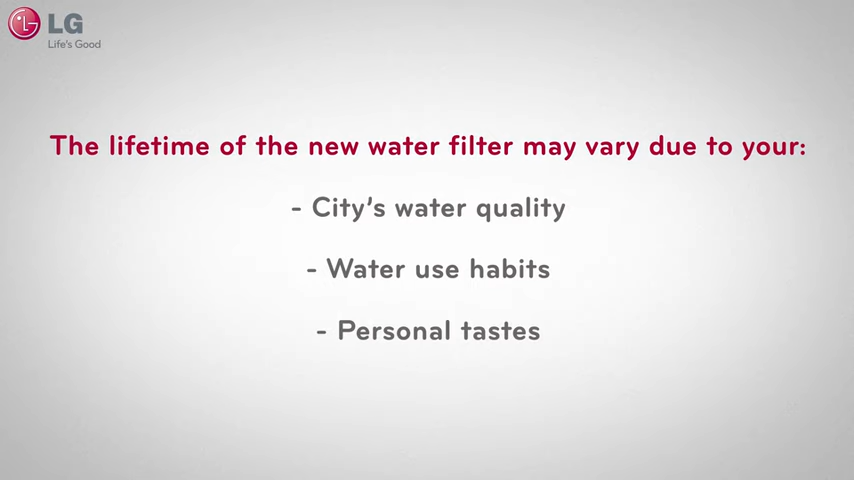 LG
Life's Good
The lifetime of the new water filter may vary due to your:
- City's water quality
- Water use habits
- Personal tastes